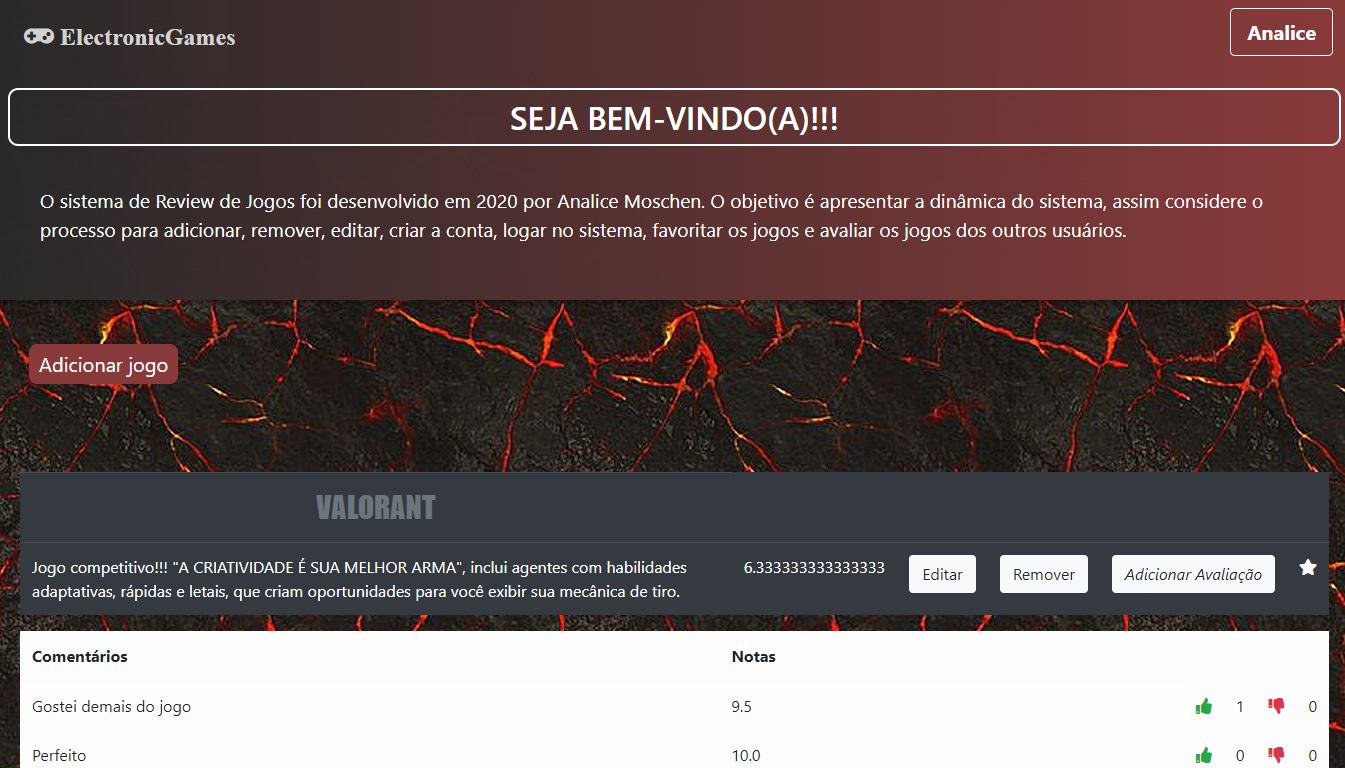 ElectronicGames
Analice
SEJA BEM-VINDO(A)!!!
O sistema de Review de Jogos foi desenvolvido em 2020 por Analice Moschen. O objetivo é apresentar a dinâmica do sistema, assim considere o
processo para adicionar, remover, editar, criar a conta, logar no sistema, favoritar os jogos e avaliar os jogos dos outros usuários.
Adicionar jogo
VALORANT
Jogo competitivo!!! "A CRIATIVIDADE É SUA MELHOR ARMA", inclui agentes com habilidades
adaptativas, rápidas e letais, que criam oportunidades para você exibir sua mecânica de tiro.
6.333333333333333
Editar
Remover
Adicionar Avaliação
Comentários Notas
Gostei demais do jogo 9.5 1 0
Perfeito 10.0 0 0